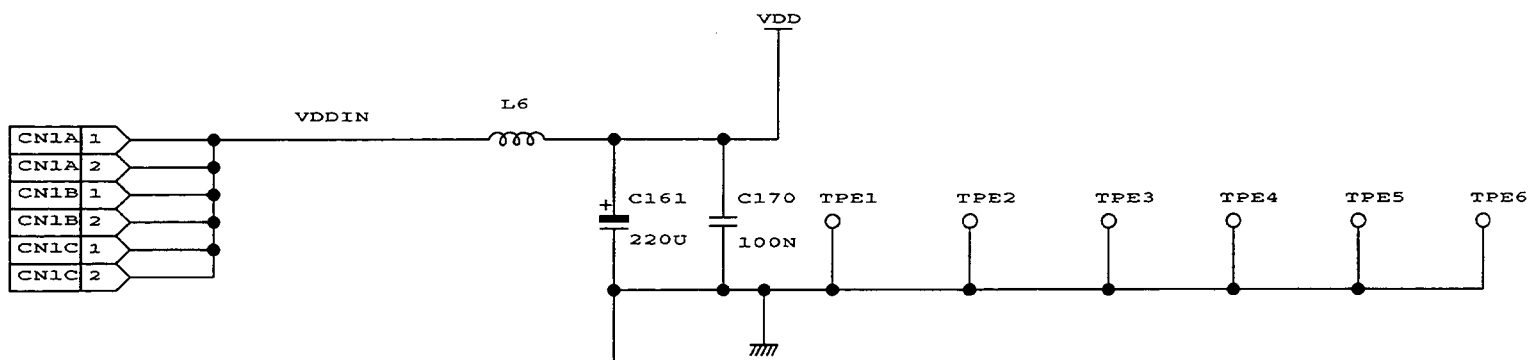 VDD
L6
VDDIN
CN1A 1
CN1A 2
CN1B 1
CN1B 2
CN1C 1
CN1C 2
+ C161
220U
C170
100N
TPE1
TPE2
TPE3
TPE4
TPE5
TPE6